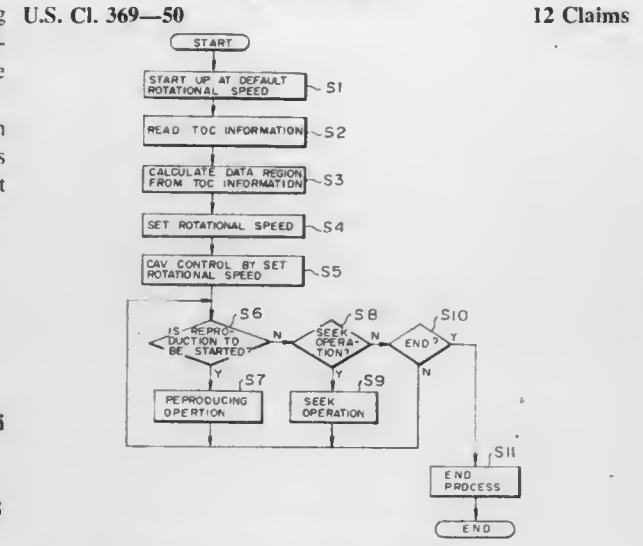 U.S. Cl. 369—50
12 Claims
START
START UP AT DEFAULT
ROTATIONAL SPEED
S1
READ TOC INFORMATION
S2
CALCULATE DATA REGION
FROM TOC INFORMATION
S3
SET ROTATIONAL SPEED
S4
CAV CONTROL BY SET
ROTATIONAL SPEED
S5
S6
IS REPRO-
DUCTION TO
BE STARTED?
N
Y
S8
SEEK
OPERA-
TION?
N
Y
S10
END?
Y
N
S7
PEPRODUCING
OPERTION
S9
SEEK
OPERATION
S11
END
PROCESS
END